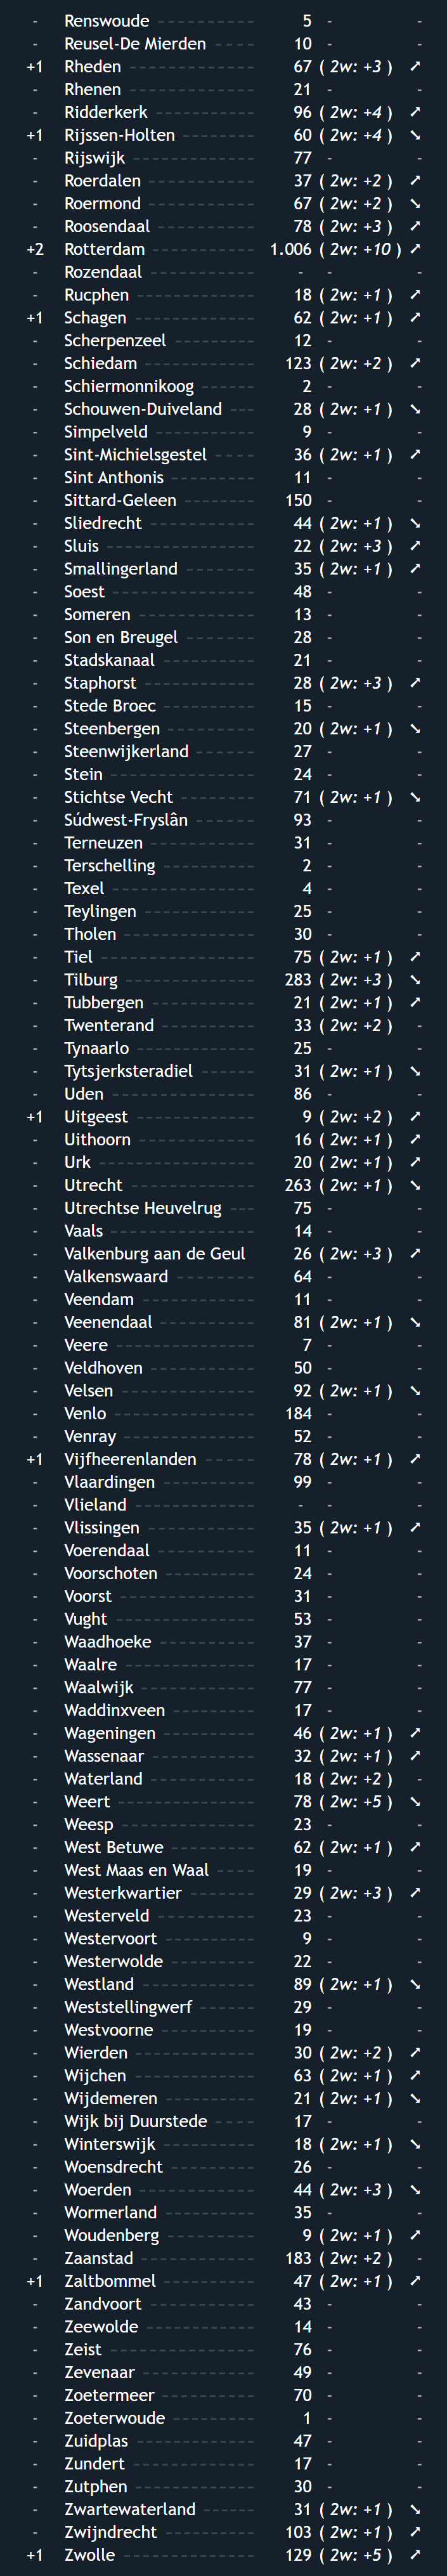 - Renswoude 5 - -
- Reusel-De Mierden 10 - -
+1 Rheden 67 ( 2w: +3 ) ➚
- Rhenen 21 - -
- Ridderkerk 96 ( 2w: +4 ) ➚
+1 Rijssen-Holten 60 ( 2w: +4 ) ➘
- Rijswijk 77 - -
- Roerdalen 37 ( 2w: +2 ) ➚
- Roermond 67 ( 2w: +2 ) ➘
- Roosendaal 78 ( 2w: +3 ) ➚
+2 Rotterdam 1.006 ( 2w: +10 ) ➚
- Rozendaal - - -
- Rucphen 18 ( 2w: +1 ) ➚
+1 Schagen 62 ( 2w: +1 ) ➚
- Scherpenzeel 12 - -
- Schiedam 123 ( 2w: +2 ) ➚
- Schiermonnikoog 2 - -
- Schouwen-Duiveland 28 ( 2w: +1 ) ➘
- Simpelveld 9 - -
- Sint-Michielsgestel 36 ( 2w: +1 ) ➚
- Sint Anthonis 11 - -
- Sittard-Geleen 150 - -
- Sliedrecht 44 ( 2w: +1 ) ➘
- Sluis 22 ( 2w: +3 ) ➚
- Smallingerland 35 ( 2w: +1 ) ➚
- Soest 48 - -
- Someren 13 - -
- Son en Breugel 28 - -
- Stadskanaal 21 - -
- Staphorst 28 ( 2w: +3 ) ➚
- Stede Broec 15 - -
- Steenbergen 20 ( 2w: +1 ) ➘
- Steenwijkerland 27 - -
- Stein 24 - -
- Stichtse Vecht 71 ( 2w: +1 ) ➘
- Súdwest-Fryslân 93 - -
- Terneuzen 31 - -
- Terschelling 2 - -
- Texel 4 - -
- Teylingen 25 - -
- Tholen 30 - -
- Tiel 75 ( 2w: +1 ) ➚
- Tilburg 283 ( 2w: +3 ) ➘
- Tubbergen 21 ( 2w: +1 ) ➚
- Twenterand 33 ( 2w: +2 ) -
- Tynaarlo 25 - -
- Tytsjerksteradiel 31 ( 2w: +1 ) ➘
- Uden 86 - -
+1 Uitgeest 9 ( 2w: +2 ) ➚
- Uithoorn 16 ( 2w: +1 ) ➚
- Urk 20 ( 2w: +1 ) ➚
- Utrecht 263 ( 2w: +1 ) ➘
- Utrechtse Heuvelrug 75 - -
- Vaals 14 - -
- Valkenburg aan de Geul 26 ( 2w: +3 ) ➚
- Valkenswaard 64 - -
- Veendam 11 - -
- Veenendaal 81 ( 2w: +1 ) ➘
- Veere 7 - -
- Veldhoven 50 - -
- Velsen 92 ( 2w: +1 ) ➘
- Venlo 184 - -
- Venray 52 - -
+1 Vijfheerenlanden 78 ( 2w: +1 ) ➚
- Vlaardingen 99 - -
- Vlieland - - -
- Vlissingen 35 ( 2w: +1 ) ➚
- Voerendaal 11 - -
- Voorschoten 24 - -
- Voorst 31 - -
- Vught 53 - -
- Waadhoeke 37 - -
- Waalre 17 - -
- Waalwijk 77 - -
- Waddinxveen 17 - -
- Wageningen 46 ( 2w: +1 ) ➚
- Wassenaar 32 ( 2w: +1 ) ➚
- Waterland 18 ( 2w: +2 ) -
- Weert 78 ( 2w: +5 ) ➘
- Weesp 23 - -
- West Betuwe 62 ( 2w: +1 ) ➚
- West Maas en Waal 19 - -
- Westerkwartier 29 ( 2w: +3 ) ➚
- Westerveld 23 - -
- Westervoort 9 - -
- Westerwolde 22 - -
- Westland 89 ( 2w: +1 ) ➘
- Weststellingwerf 29 - -
- Westvoorne 19 - -
- Wierden 30 ( 2w: +2 ) ➚
- Wijchen 63 ( 2w: +1 ) ➚
- Wijdemeren 21 ( 2w: +1 ) ➘
- Wijk bij Duurstede 17 - -
- Winterswijk 18 ( 2w: +1 ) ➘
- Woensdrecht 26 - -
- Woerden 44 ( 2w: +3 ) ➘
- Wormerland 35 - -
- Woudenberg 9 ( 2w: +1 ) ➚
- Zaanstad 183 ( 2w: +2 ) -
+1 Zaltbommel 47 ( 2w: +1 ) ➚
- Zandvoort 43 - -
- Zeewolde 14 - -
- Zeist 76 - -
- Zevenaar 49 - -
- Zoetermeer 70 - -
- Zoeterwoude 1 - -
- Zuidplas 47 - -
- Zundert 17 - -
- Zutphen 30 - -
- Zwartewaterland 31 ( 2w: +1 ) ➘
- Zwijndrecht 103 ( 2w: +1 ) ➚
+1 Zwolle 129 ( 2w: +5 ) ➚